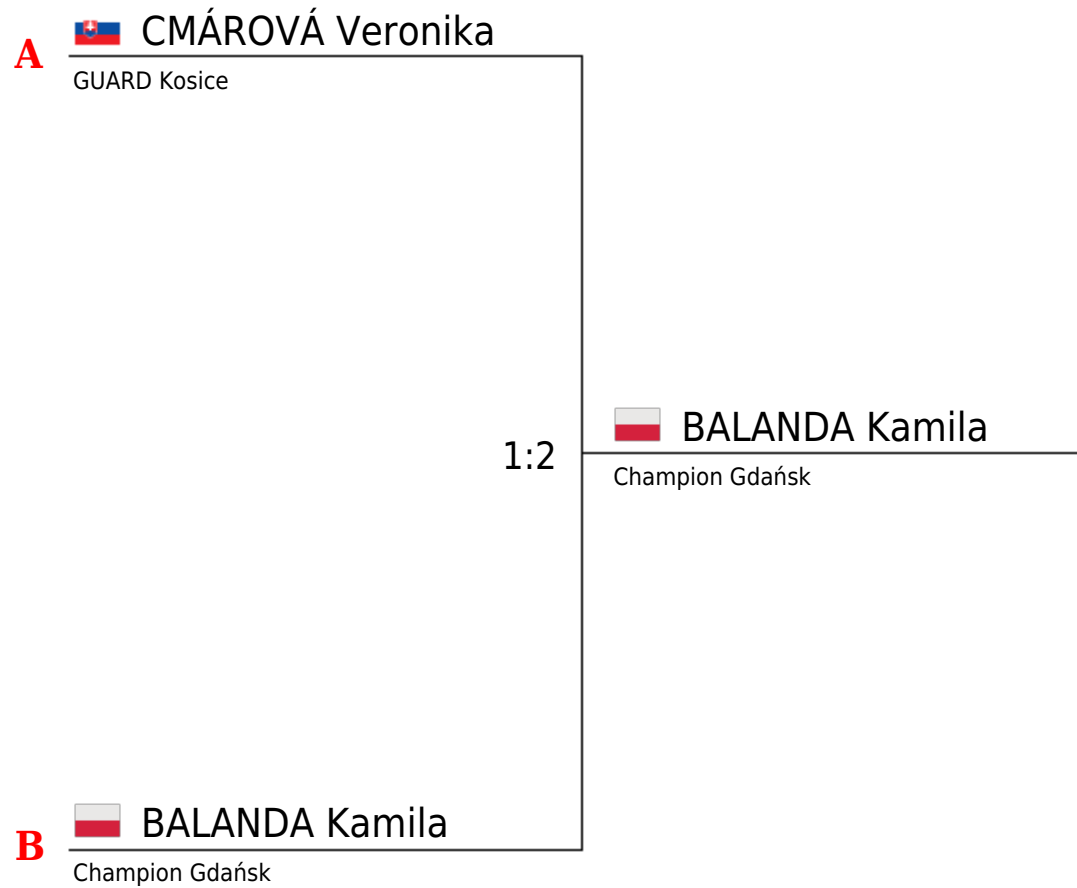 A
CMÁROVÁ Veronika
GUARD Kosice
1:2
BALANDA Kamila
Champion Gdańsk
B
BALANDA Kamila
Champion Gdańsk